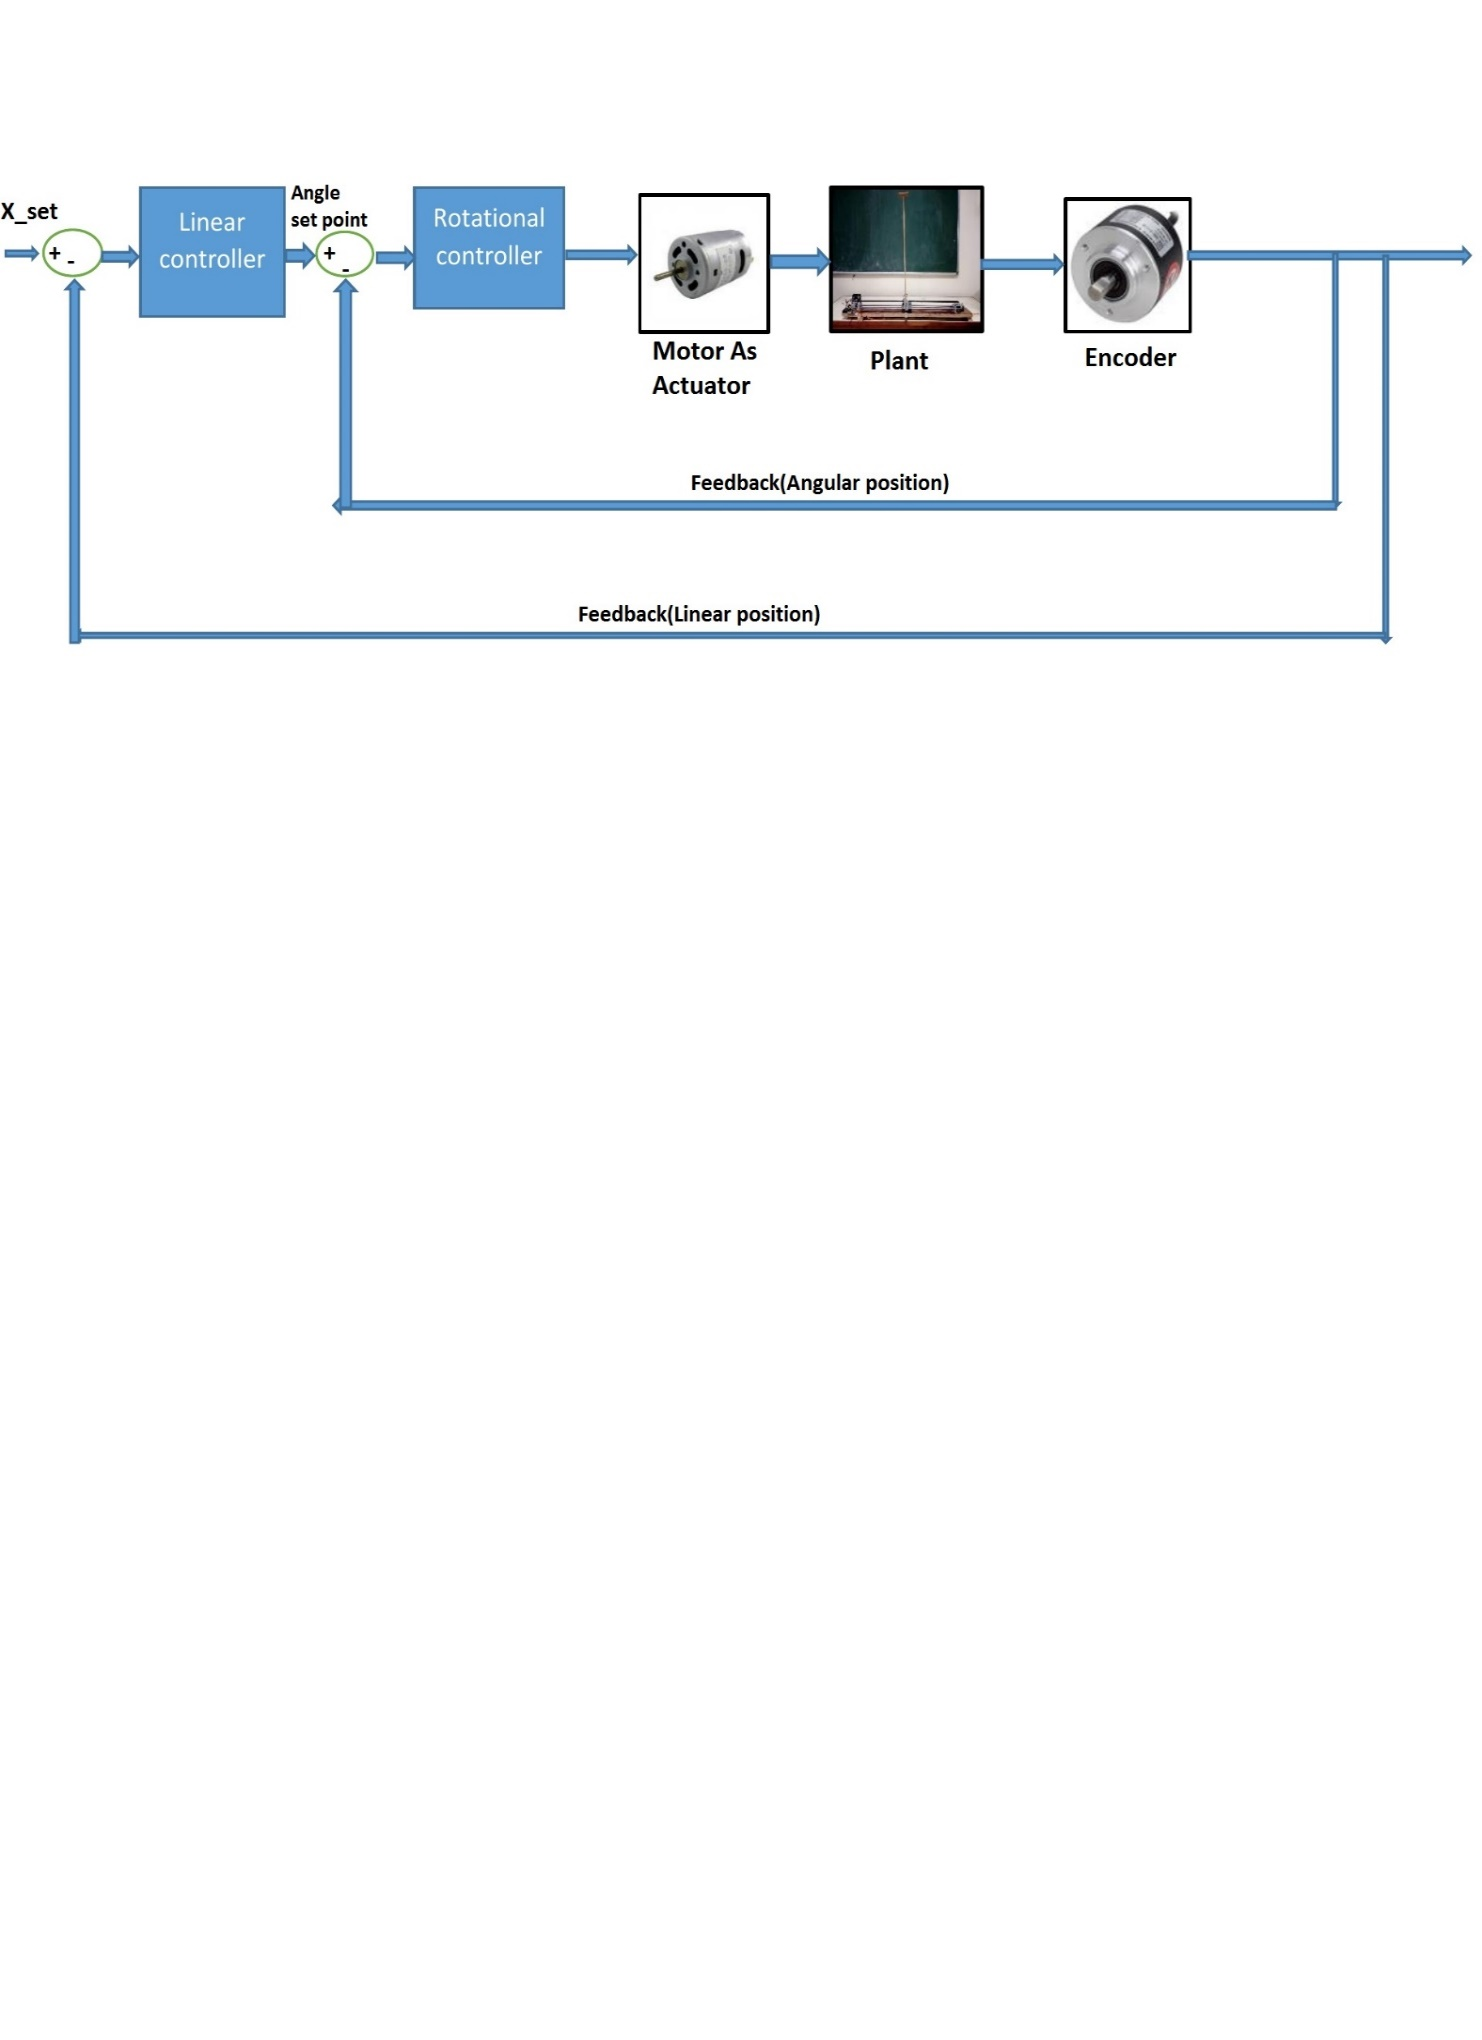 X_set
+
-
Linear
controller
Angle
set point
+
-
Rotational
controller
Motor As
Actuator
Plant
Encoder
Feedback(Angular position)
Feedback(Linear position)